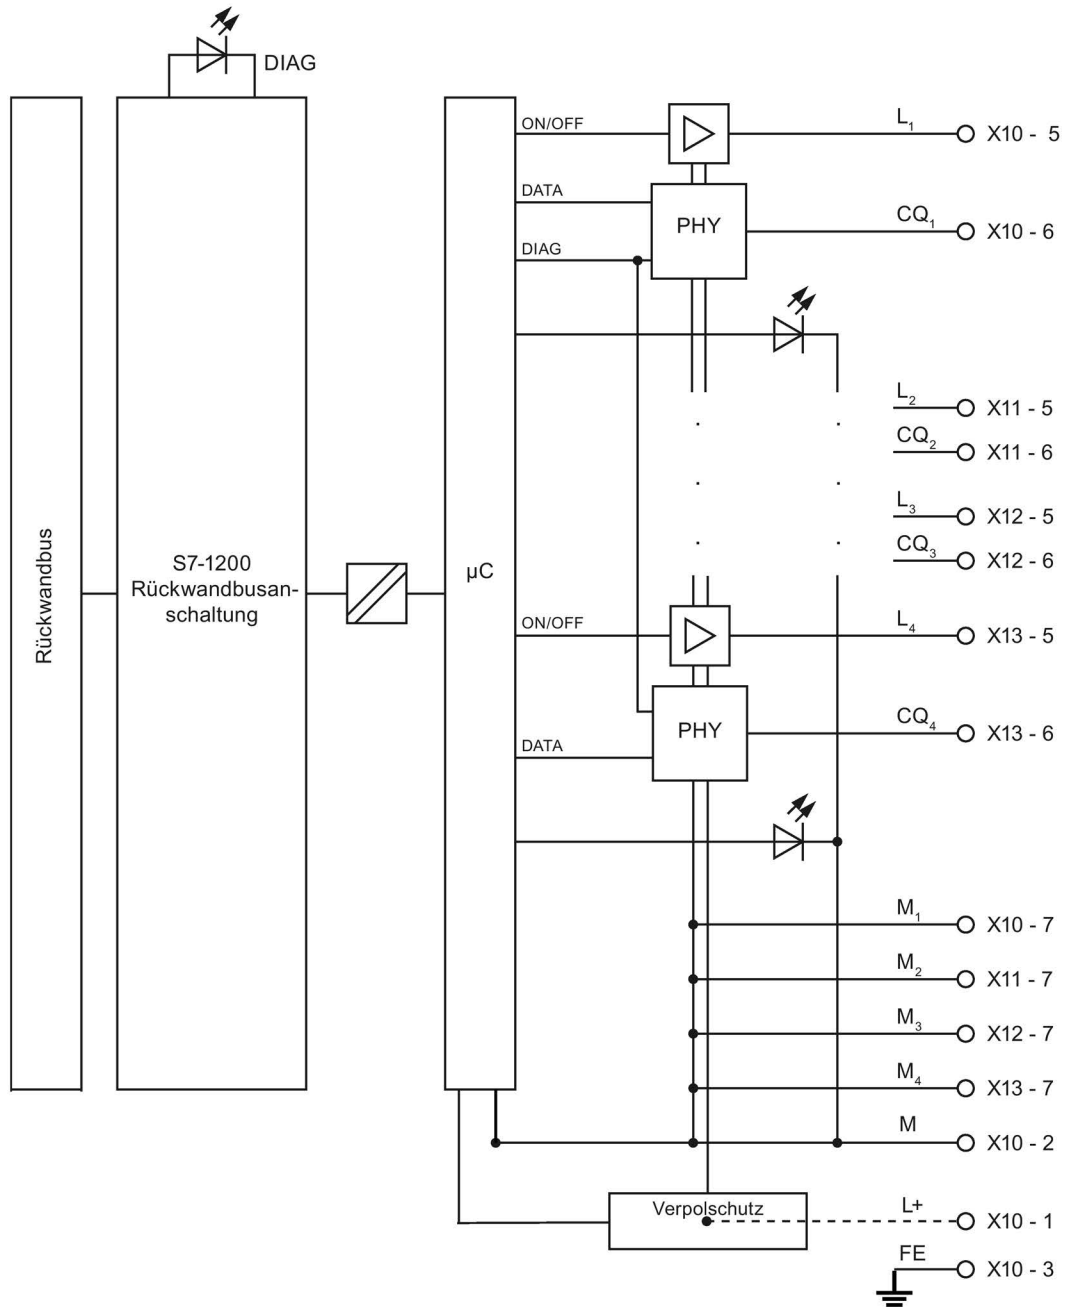 DIAG
ON/OFF
L1
X10 - 5
DATA
PHY
CQ1
X10 - 6
DIAG
L2
X11 - 5
CQ2
X11 - 6
L3
X12 - 5
CQ3
X12 - 6
Rückwandbus
S7-1200
Rückwandbusan-
schaltung
µC
ON/OFF
L4
X13 - 5
PHY
CQ4
X13 - 6
DATA
M1
X10 - 7
M2
X11 - 7
M3
X12 - 7
M4
X13 - 7
M
X10 - 2
Verpolschutz
L+
X10 - 1
FE
X10 - 3